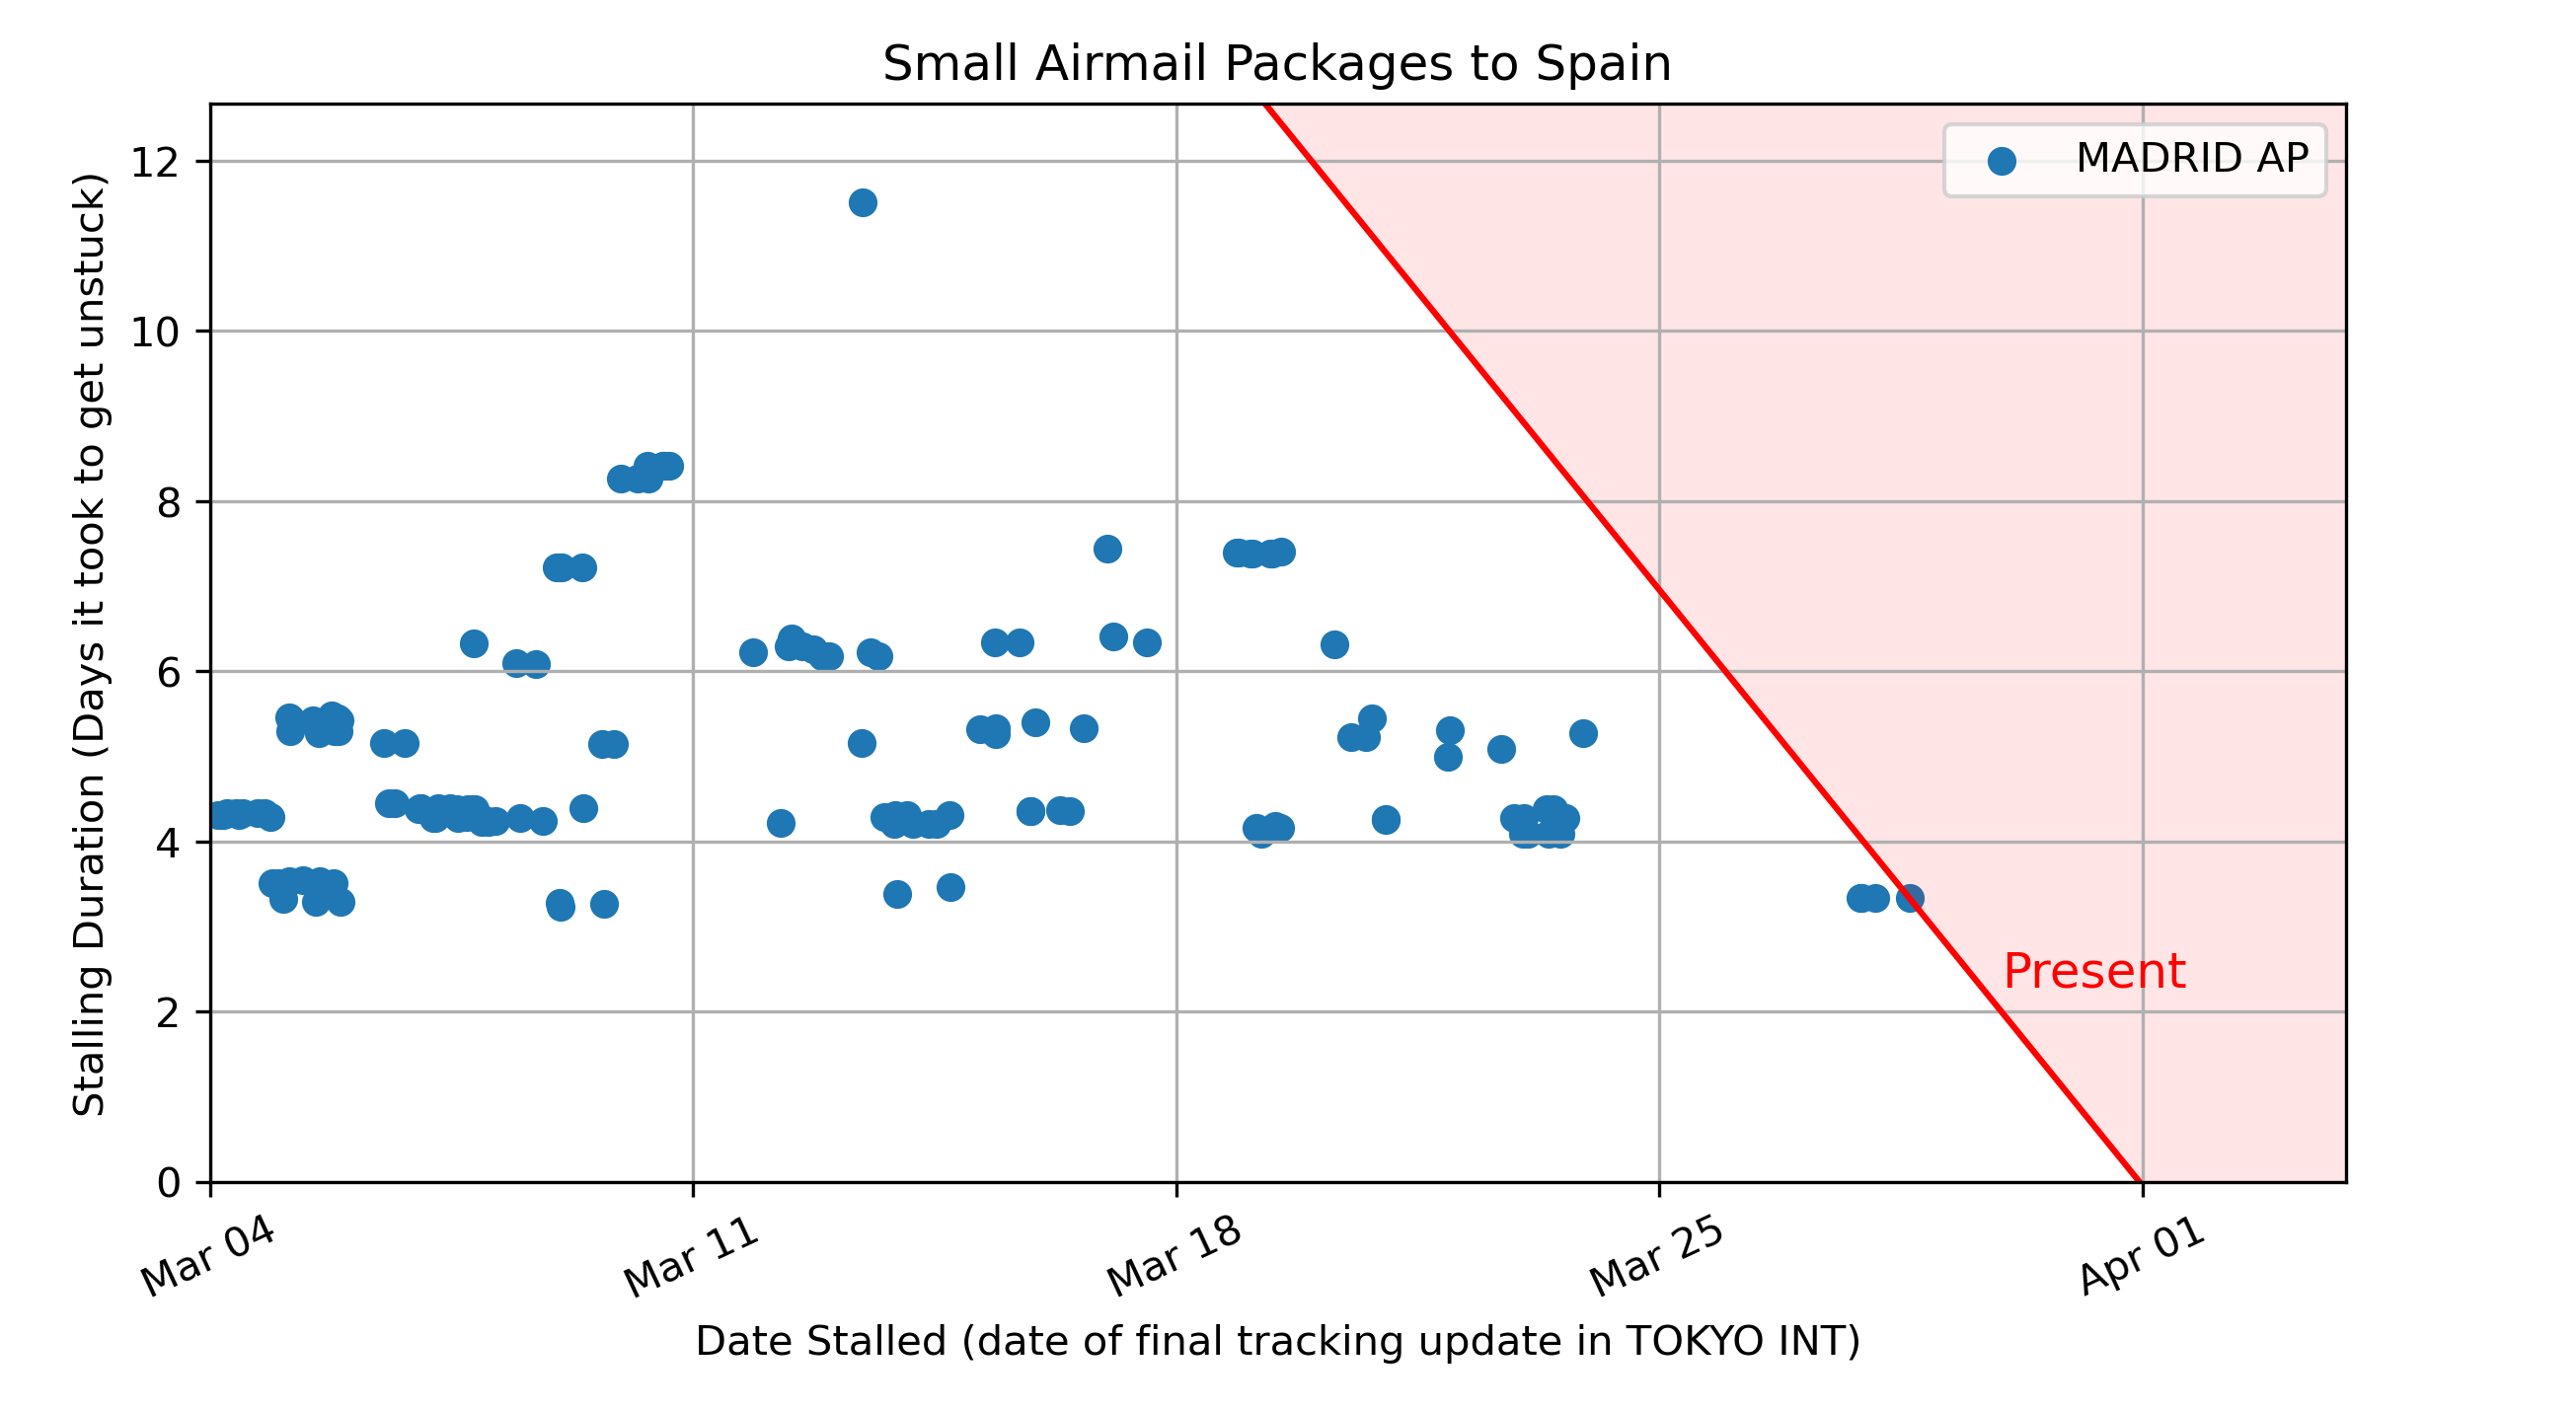 Small Airmail Packages to Spain
MADRID AP
Stalling Duration (Days it took to get unstuck)
12
10
8
6
4
2
0
Present
Mar 04
Mar 11
Mar 18
Mar 25
Apr 01
Date Stalled (date of final tracking update in TOKYO INT)